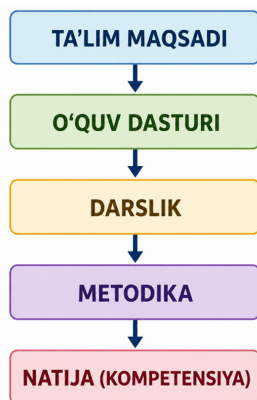 TA’LIM MAQSADI
O‘QUV DASTURI
DARSLIK
METODIKA
NATIJA (KOMPETENSIYA)